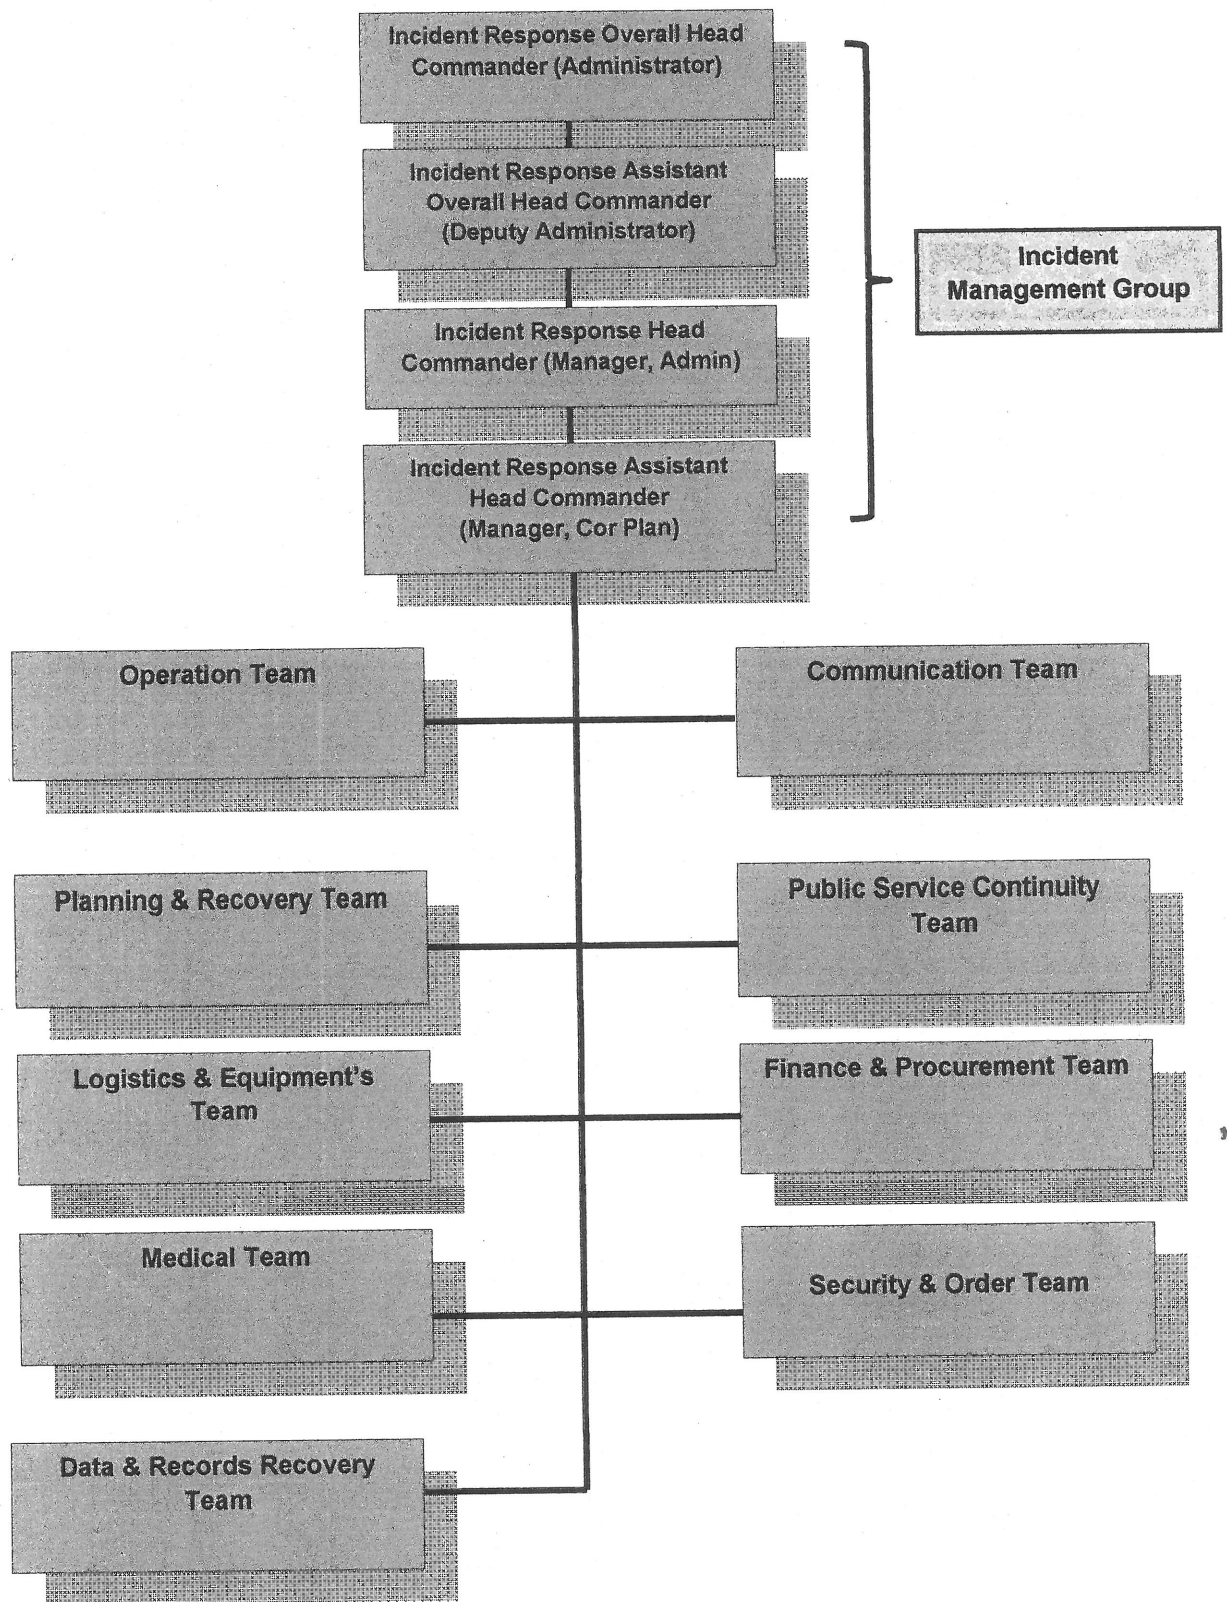 Incident Response Overall Head
Commander (Administrator)
Incident Response Assistant
Overall Head Commander
(Deputy Administrator)
Incident
Management Group
Incident Response Head
Commander (Manager, Admin)
Incident Response Assistant
Head Commander
(Manager, Cor Plan)
Operation Team
Communication Team
Planning & Recovery Team
Public Service Continuity
Team
Logistics & Equipment's
Team
Finance & Procurement Team
Medical Team
Security & Order Team
Data & Records Recovery
Team